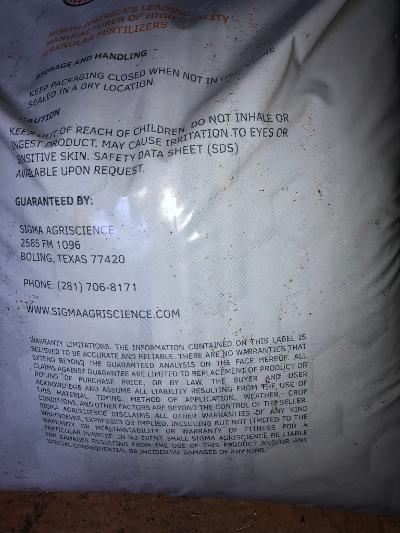 NORTH AMERICA'S LEADING
MANUFACTURER OF HIGH QUALITY
GRANULAR FERTILIZERS
STORAGE AND HANDLING
KEEP PACKAGING CLOSED WHEN NOT IN
SEALED IN A DRY LOCATION.
CAUTION
KEEP OUT OF REACH OF CHILDREN. DO NOT INHALE OR
INGEST PRODUCT. MAY CAUSE IRRITATION TO EYES OR
SENSITIVE SKIN. SAFETY DATA SHEET (SDS)
AVAILABLE UPON REQUEST.
GUARANTEED BY:
SIGMA AGRISCIENCE
2565 FM 1096
BOLING, TEXAS 77420
PHONE: (281) 706-8171
WWW.SIGMAAGRISCIENCE.COM
WARRANTY LIMITATIONS: THE INFORMATION CONTAINED ON THIS LABEL IS
BELIEVED TO BE ACCURATE AND RELIABLE. THERE ARE NO WARRANTIES THAT
EXTEND BEYOND THE GUARANTEED ANALYSIS ON THE FACE HEREOF. ALL
CLAIMS AGAINST GUARANTEE ARE LIMITED TO REPLACEMENT OF PRODUCT OR
REFUND OF PURCHASE PRICE, OR BY LAW. THE BUYER AND USER
ACKNOWLEDGE AND ASSUME ALL LIABILITY RESULTING FROM THE USE OF
THIS MATERIAL. TIMING, METHOD OF APPLICATION, WEATHER, CROP
CONDITIONS, AND OTHER FACTORS ARE BEYOND THE CONTROL OF THE SELLER.
SIGMA AGRISCIENCE DISCLAIMS ALL OTHER WARRANTIES OF ANY KIND
WHATSOEVER, EXPRESSED OR IMPLIED, INCLUDING BUT NOT LIMITED TO THE
WARRANTY OF MERCHANTABILITY OR WARRANTY OF FITNESS FOR A
PARTICULAR PURPOSE. IN NO EVENT SHALL SIGMA AGRISCIENCE BE LIABLE
FOR DAMAGES RESULTING FROM THE USE OF THIS PRODUCT AND/OR ANY
SPECIAL, CONSEQUENTIAL, OR INCIDENTAL DAMAGES OF ANY KIND.